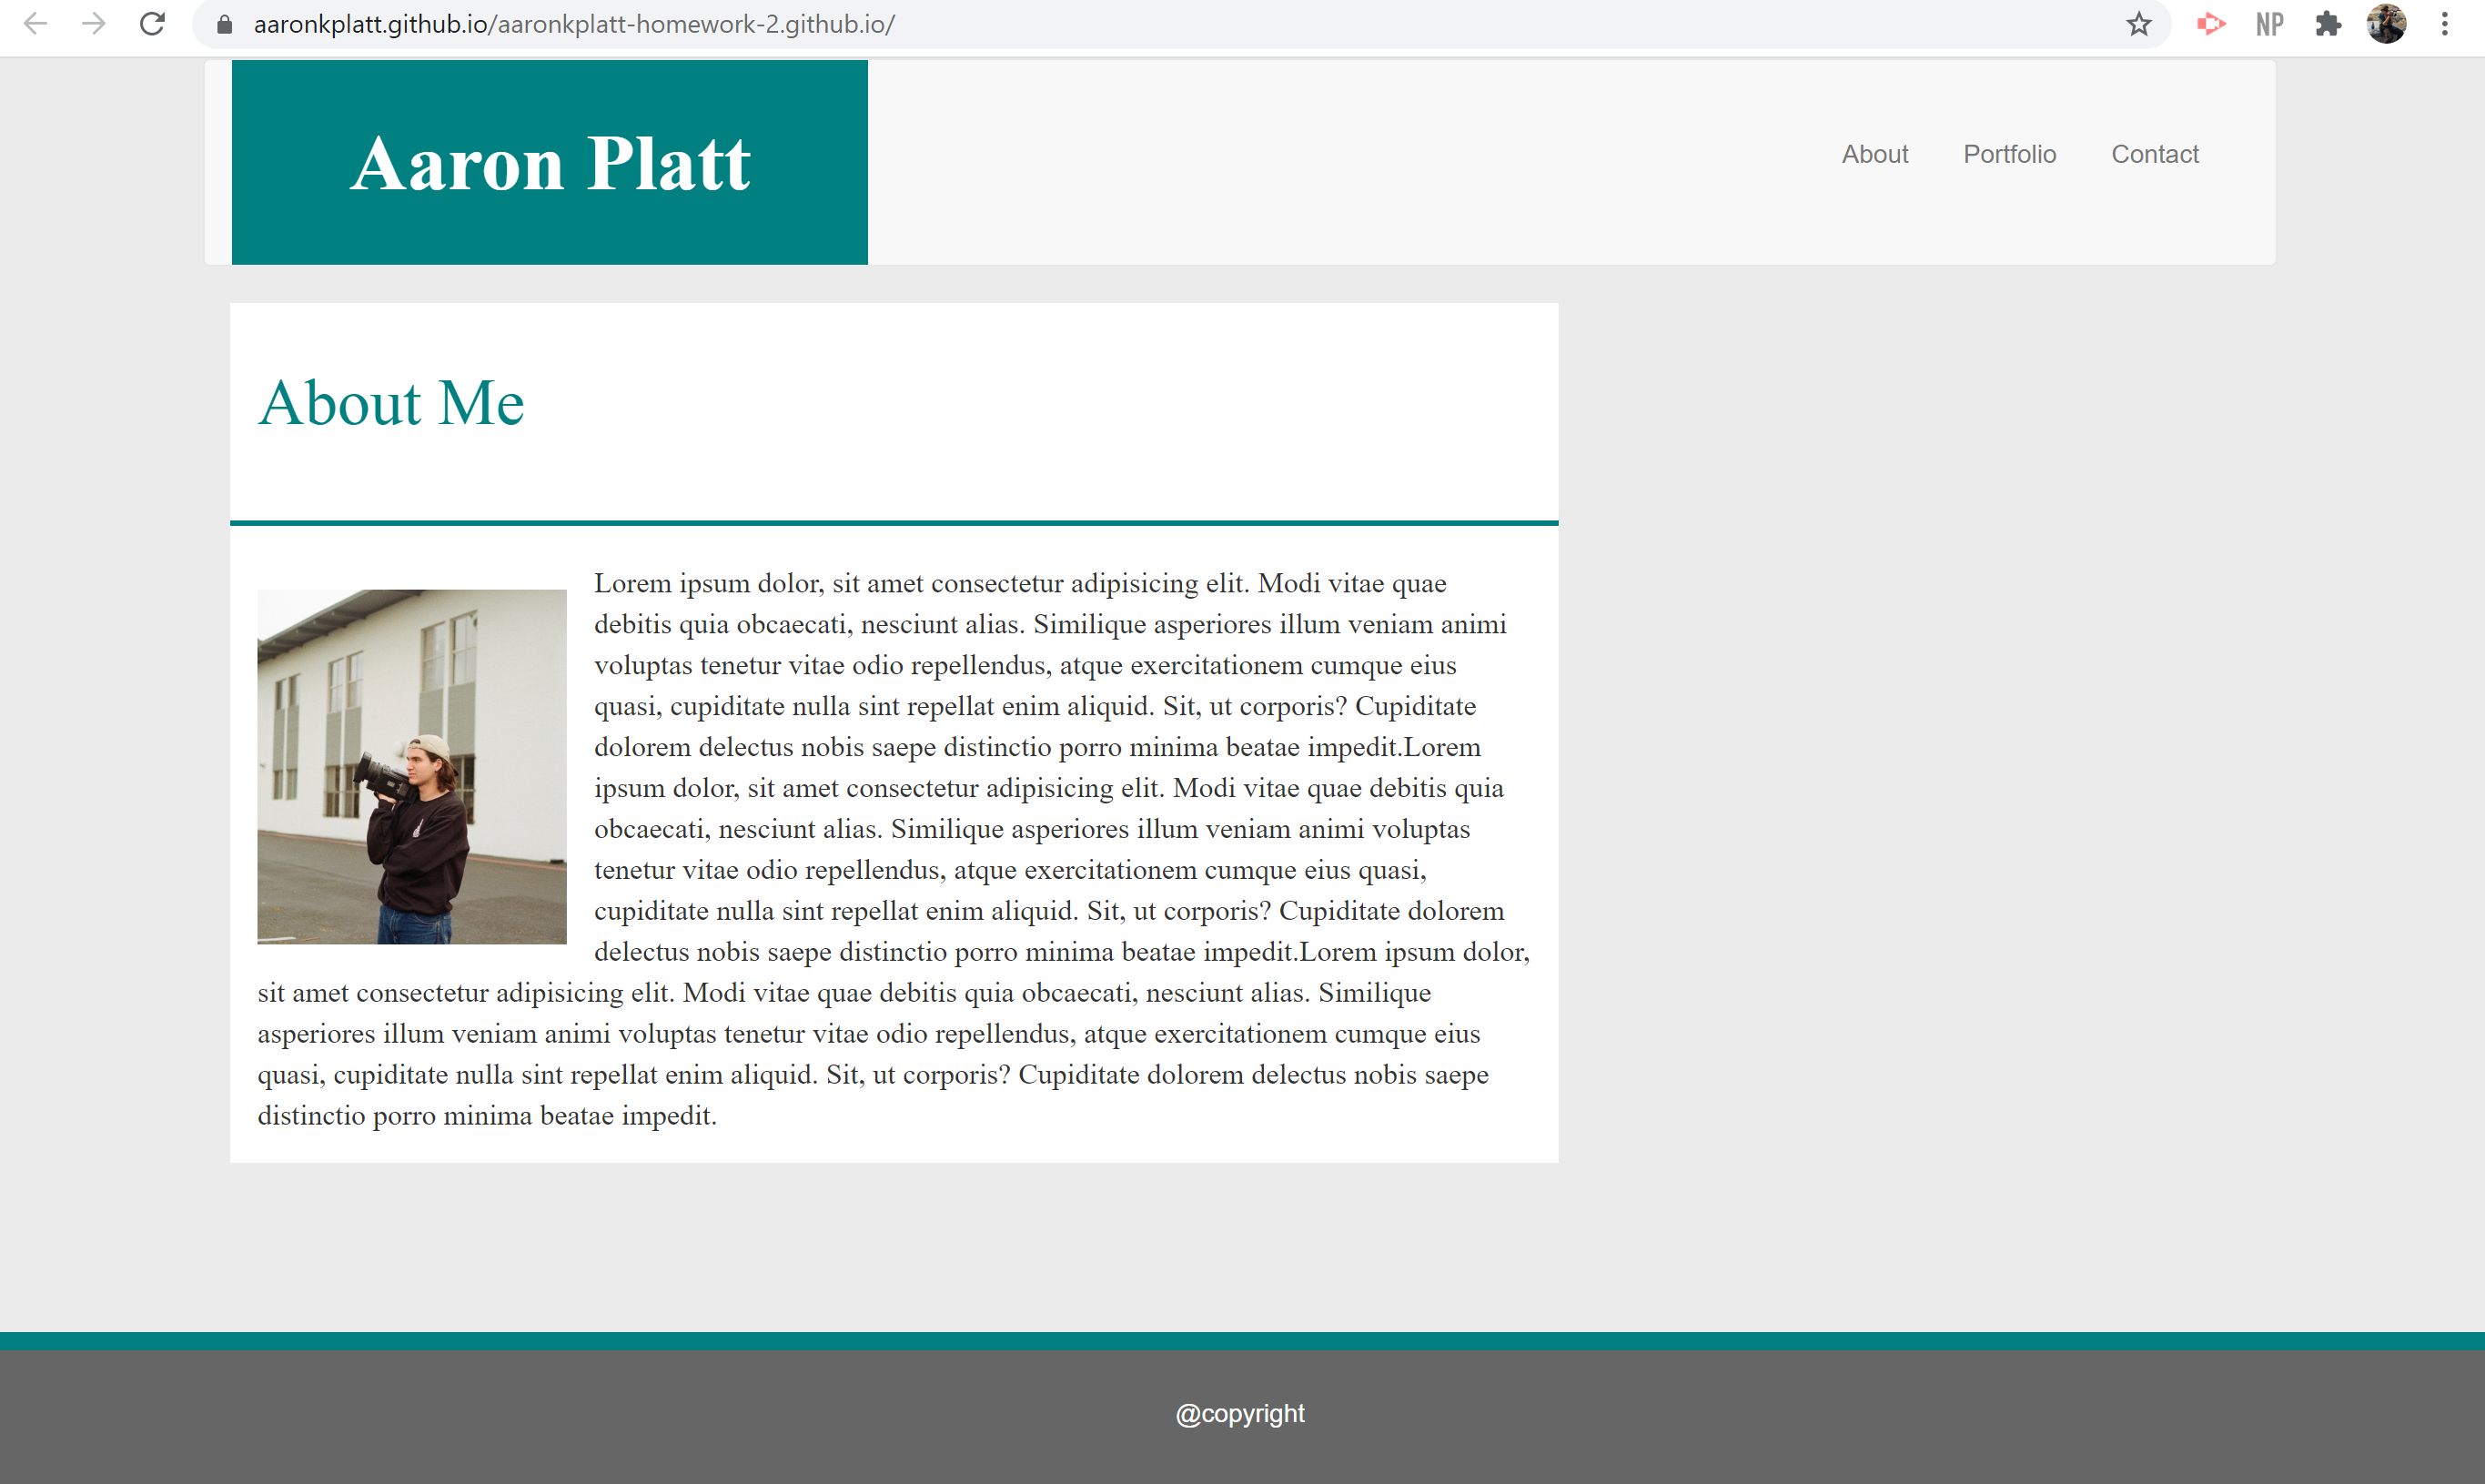 aaronkplatt.github.io/aaronkplatt-homework-2.github.io/
NP
Aaron Platt
About Portfolio Contact
About Me
Lorem ipsum dolor, sit amet consectetur adipisicing elit. Modi vitae quae
debitis quia obcaecati, nesciunt alias. Similique asperiores illum veniam animi
voluptas tenetur vitae odio repellendus, atque exercitationem cumque eius
quasi, cupiditate nulla sint repellat enim aliquid. Sit, ut corporis? Cupiditate
dolorem delectus nobis saepe distinctio porro minima beatae impedit.Lorem
ipsum dolor, sit amet consectetur adipisicing elit. Modi vitae quae debitis quia
obcaecati, nesciunt alias. Similique asperiores illum veniam animi voluptas
tenetur vitae odio repellendus, atque exercitationem cumque eius quasi,
cupiditate nulla sint repellat enim aliquid. Sit, ut corporis? Cupiditate dolorem
delectus nobis saepe distinctio porro minima beatae impedit.Lorem ipsum dolor,
sit amet consectetur adipisicing elit. Modi vitae quae debitis quia obcaecati, nesciunt alias. Similique
asperiores illum veniam animi voluptas tenetur vitae odio repellendus, atque exercitationem cumque eius
quasi, cupiditate nulla sint repellat enim aliquid. Sit, ut corporis? Cupiditate dolorem delectus nobis saepe
distinctio porro minima beatae impedit.
@copyright